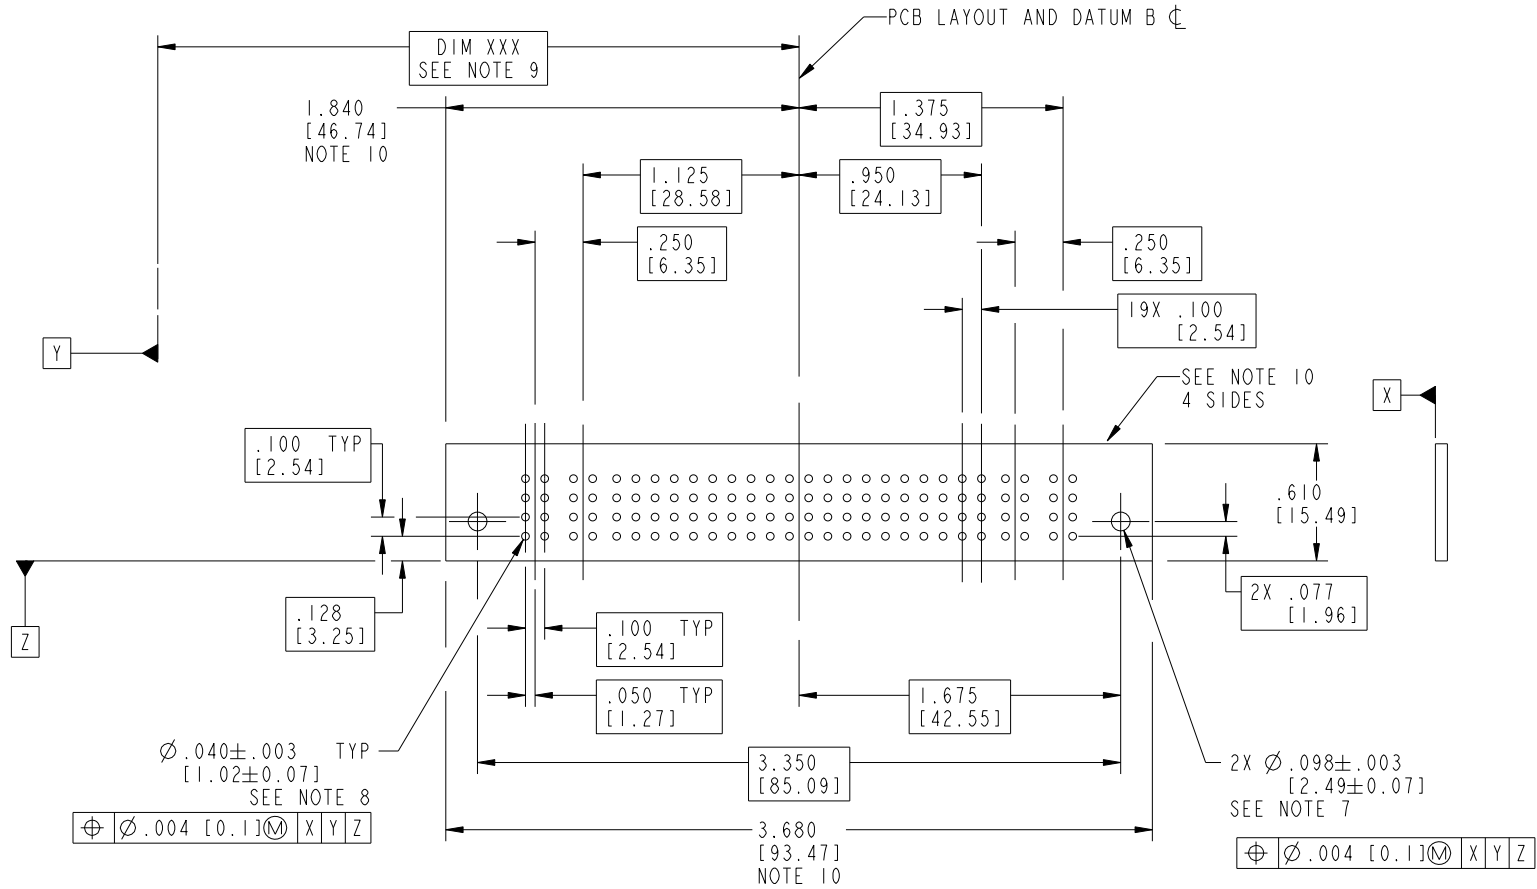 PCB LAYOUT AND DATUM B ℄
DIM XXX
SEE NOTE 9
1.840
[46.74]
NOTE 10
1.375
[34.93]
1.125
[28.58]
.950
[24.13]
.250
[6.35]
.250
[6.35]
19X .100
[2.54]
Y
SEE NOTE 10
4 SIDES
X
.100 TYP
[2.54]
.610
[15.49]
2X .077
[1.96]
.128
[3.25]
Z
.100 TYP
[2.54]
.050 TYP
[1.27]
1.675
[42.55]
Ø.040±.003 TYP
[1.02±0.07]
SEE NOTE 8
⌖ Ø.004 [0.1]Ⓜ X Y Z
3.350
[85.09]
2X Ø.098±.003
[2.49±0.07]
SEE NOTE 7
⌖ Ø.004 [0.1]Ⓜ X Y Z
3.680
[93.47]
NOTE 10